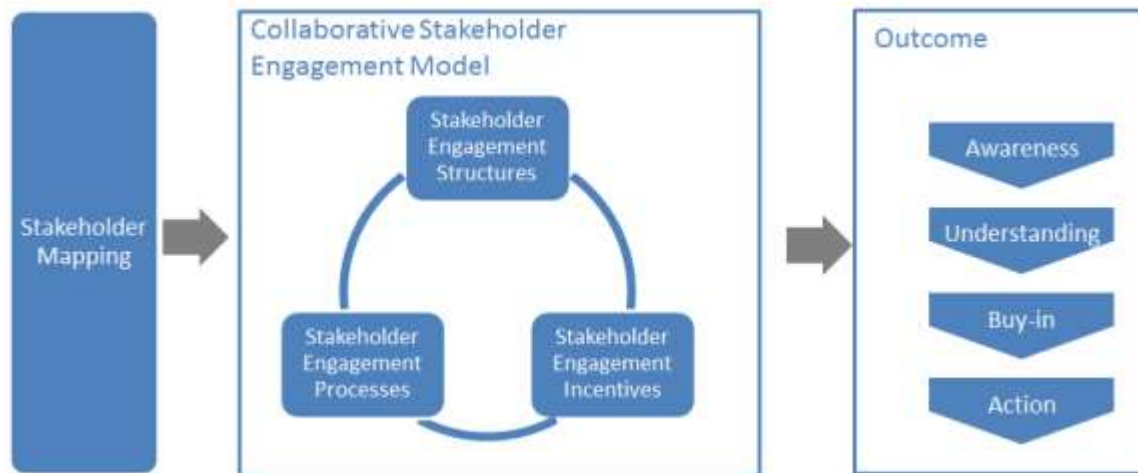 Stakeholder
Mapping
Collaborative Stakeholder
Engagement Model
Stakeholder
Engagement
Structures
Stakeholder
Engagement
Processes
Stakeholder
Engagement
Incentives
Outcome
Awareness
Understanding
Buy-in
Action